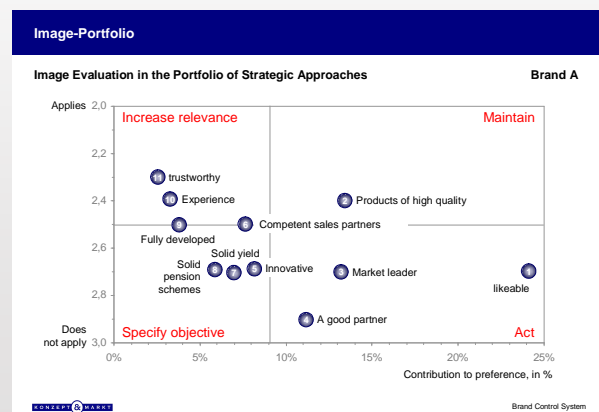 Image-Portfolio
Image Evaluation in the Portfolio of Strategic Approaches
Brand A
Applies
2,0
Increase relevance
Maintain
2,2
11 trustworthy
2,4
10 Experience
2 Products of high quality
9
6 Competent sales partners
Fully developed
2,6
Solid yield
Solid
pension
schemes
8
7
5 Innovative
3 Market leader
1
likeable
2,8
4 A good partner
Does
not apply
Specify objective
Act
3,0
0%
5%
10%
15%
20%
25%
Contribution to preference, in %
KONZEPT & MARKT
Brand Control System